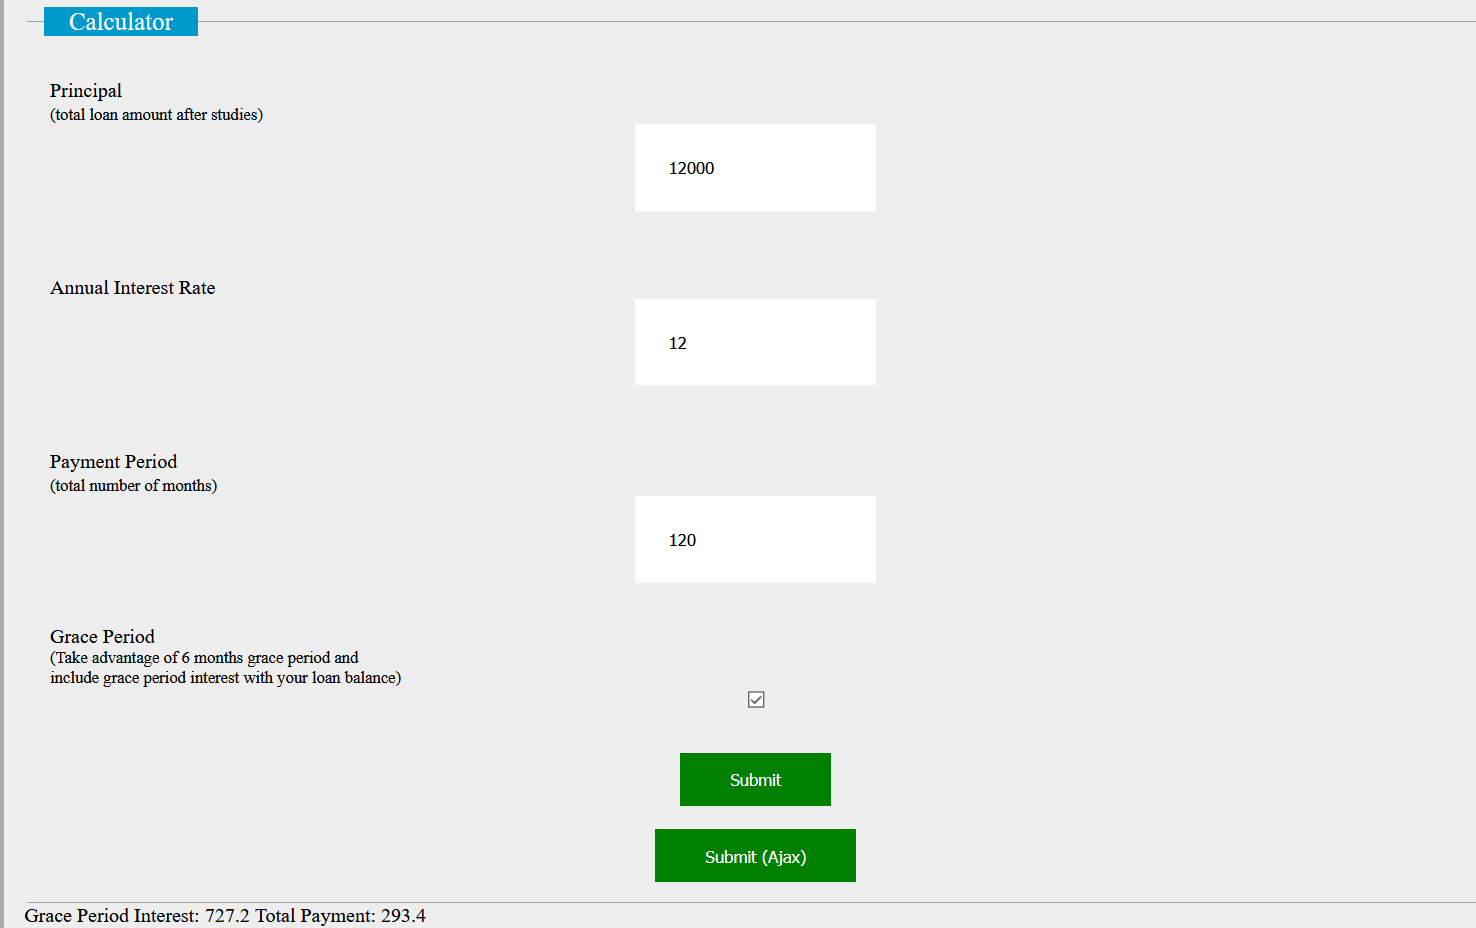 Calculator
Principal
(total loan amount after studies)
12000
Annual Interest Rate
12
Payment Period
(total number of months)
120
Grace Period
(Take advantage of 6 months grace period and
include grace period interest with your loan balance)
Submit
Submit (Ajax)
Grace Period Interest: 727.2 Total Payment: 293.4